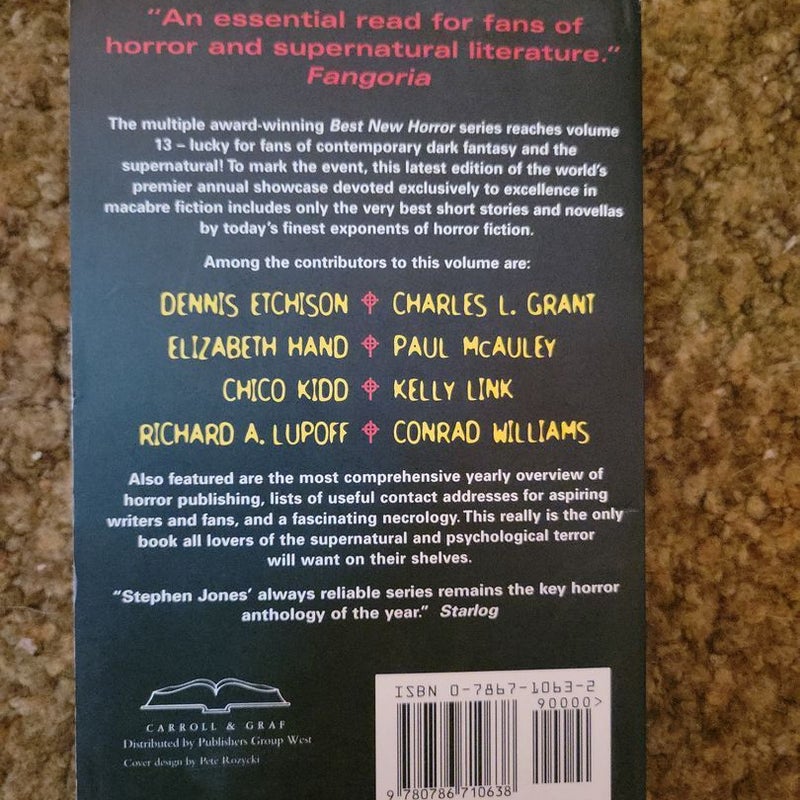 "An essential read for fans of
horror and supernatural literature."
Fangoria
The multiple award-winning Best New Horror series reaches volume
13 – lucky for fans of contemporary dark fantasy and the
supernatural! To mark the event, this latest edition of the world's
premier annual showcase devoted exclusively to excellence in
macabre fiction includes only the very best short stories and novellas
by today's finest exponents of horror fiction.
Among the contributors to this volume are:
DENNIS ETCHISON CHARLES L. GRANT
ELIZABETH HAND PAUL McAULEY
CHICO KIDD KELLY LINK
RICHARD A. LUPOFF CONRAD WILLIAMS
Also featured are the most comprehensive yearly overview of
horror publishing, lists of useful contact addresses for aspiring
writers and fans, and a fascinating necrology. This really is the only
book all lovers of the supernatural and psychological terror
will want on their shelves.
"Stephen Jones' always reliable series remains the key horror
anthology of the year." Starlog
CARROLL & GRAF
Distributed by Publishers Group West
Cover design by Pete Rozycki
ISBN 0-7867-1063-2
90000>
9 780786 710638